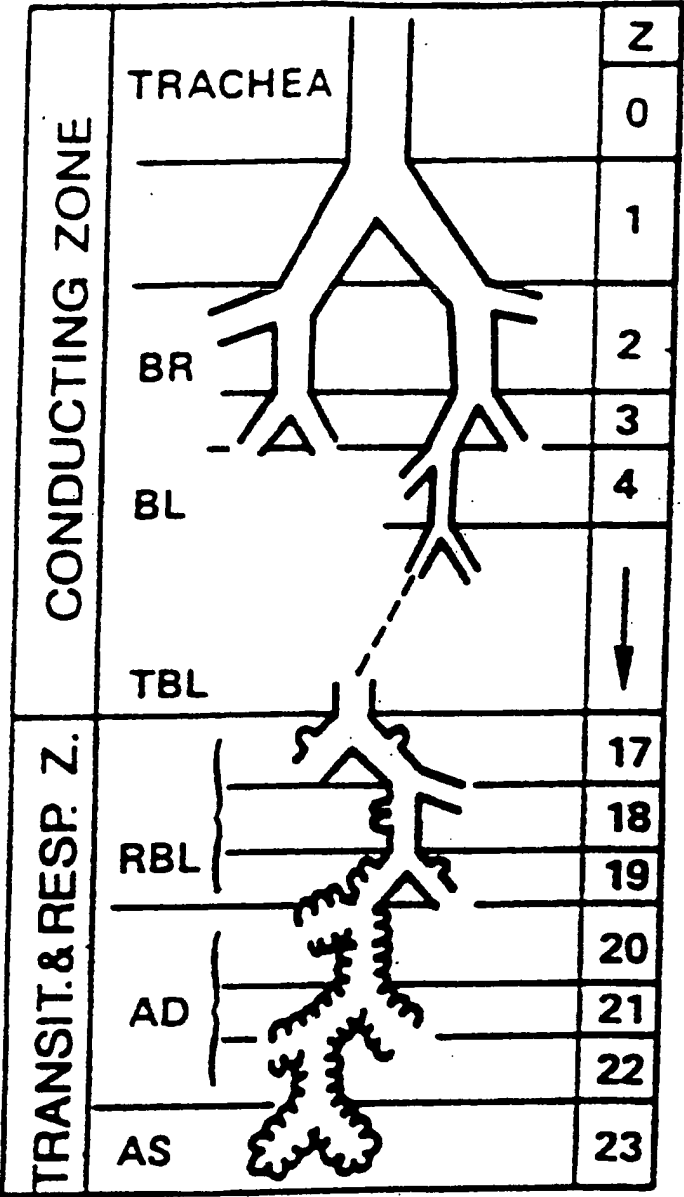 CONDUCTING ZONE
TRANSIT.& RESP. Z.
TRACHEA
BR
BL
TBL
RBL
AD
AS
Z
0
1
2
3
4
17
18
19
20
21
22
23